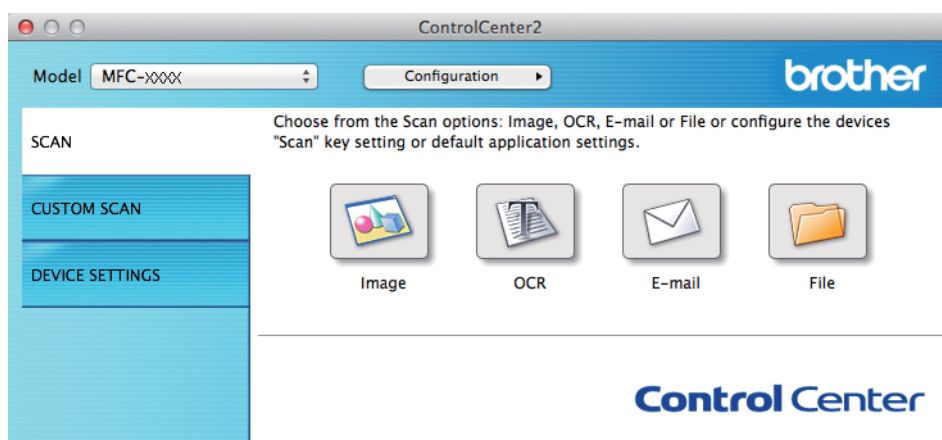 ControlCenter2
Model MFC-XXXX Configuration brother
SCAN
Choose from the Scan options: Image, OCR, E-mail or File or configure the devices
"Scan" key setting or default application settings.
CUSTOM SCAN
DEVICE SETTINGS
Image OCR E-mail File
Control Center